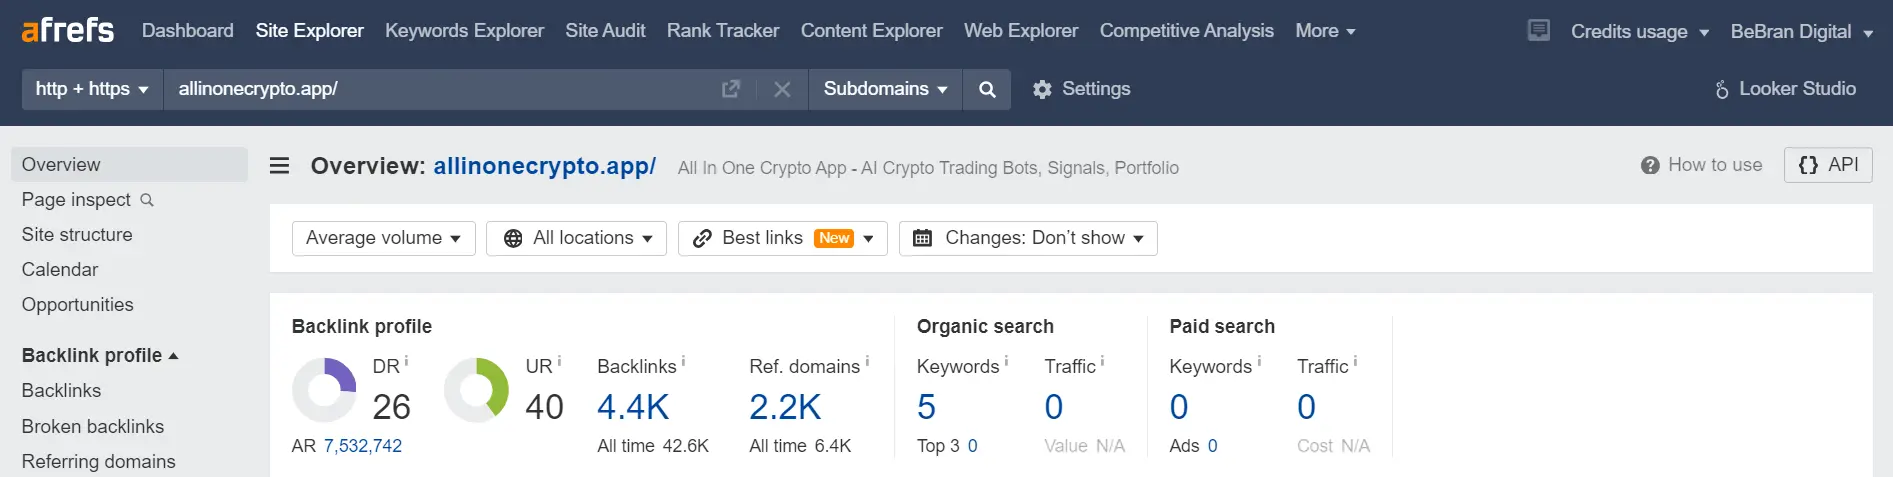 afrefs Dashboard Site Explorer Keywords Explorer Site Audit Rank Tracker Content Explorer Web Explorer Competitive Analysis More Credits usage BeBran Digital
http + https allinonecrypto.app/ Subdomains Settings Looker Studio
Overview
Page inspect
Site structure
Calendar
Opportunities
Backlink profile
Backlinks
Broken backlinks
Referring domains
Overview: allinonecrypto.app/ All In One Crypto App - AI Crypto Trading Bots, Signals, Portfolio How to use {} API
Average volume All locations Best links New Changes: Don't show
Backlink profile
DR i UR i Backlinks i Ref. domains i
26 40 4.4K 2.2K
AR 7,532,742 All time 42.6K All time 6.4K
Organic search
Keywords i Traffic i
5 0
Top 3 0 Value N/A
Paid search
Keywords i Traffic i
0 0
Ads 0 Cost N/A